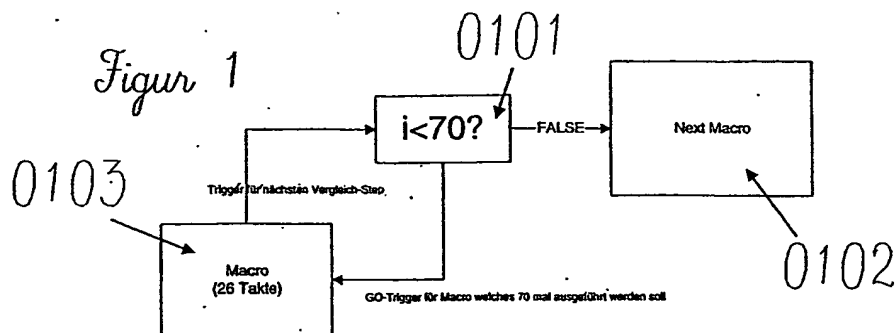 Figur 1
0101
i<70?
FALSE
Next Macro
0103
Trigger für nächsten Vergleich-Step
Macro
(26 Takte)
0102
GO-Trigger für Macro welches 70 mal ausgeführt werden soll